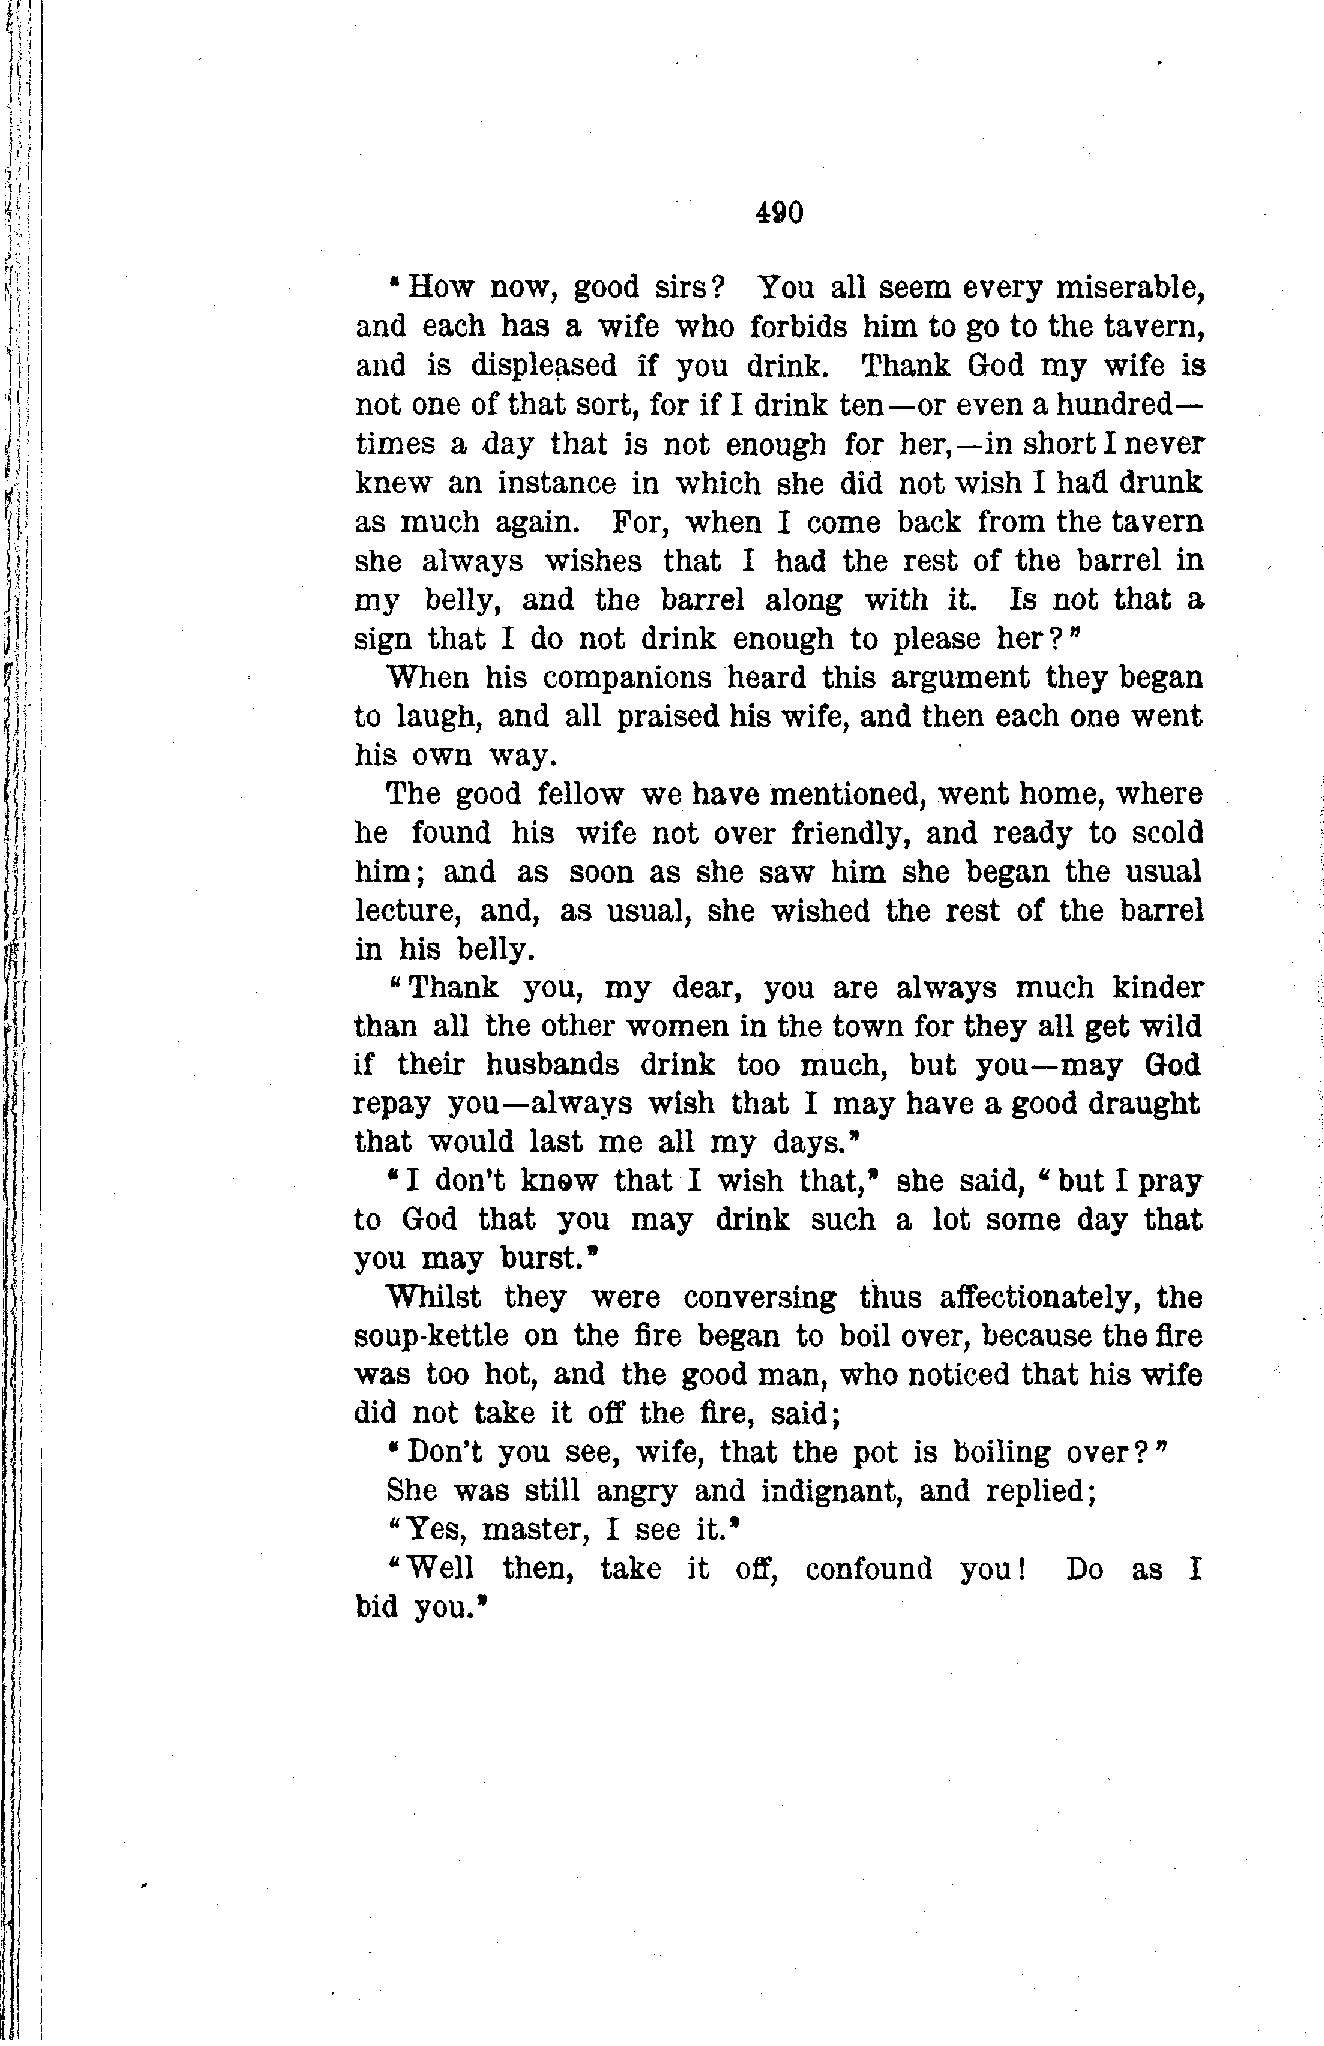 490
"How now, good sirs? You all seem every miserable,
and each has a wife who forbids him to go to the tavern,
and is displeased if you drink. Thank God my wife is
not one of that sort, for if I drink ten—or even a hundred—
times a day that is not enough for her,—in short I never
knew an instance in which she did not wish I had drunk
as much again. For, when I come back from the tavern
she always wishes that I had the rest of the barrel in
my belly, and the barrel along with it. Is not that a
sign that I do not drink enough to please her?"
When his companions heard this argument they began
to laugh, and all praised his wife, and then each one went
his own way.
The good fellow we have mentioned, went home, where
he found his wife not over friendly, and ready to scold
him; and as soon as she saw him she began the usual
lecture, and, as usual, she wished the rest of the barrel
in his belly.
"Thank you, my dear, you are always much kinder
than all the other women in the town for they all get wild
if their husbands drink too much, but you—may God
repay you—always wish that I may have a good draught
that would last me all my days."
"I don't know that I wish that," she said, "but I pray
to God that you may drink such a lot some day that
you may burst."
Whilst they were conversing thus affectionately, the
soup-kettle on the fire began to boil over, because the fire
was too hot, and the good man, who noticed that his wife
did not take it off the fire, said;
"Don't you see, wife, that the pot is boiling over?"
She was still angry and indignant, and replied;
"Yes, master, I see it."
"Well then, take it off, confound you! Do as I
bid you."